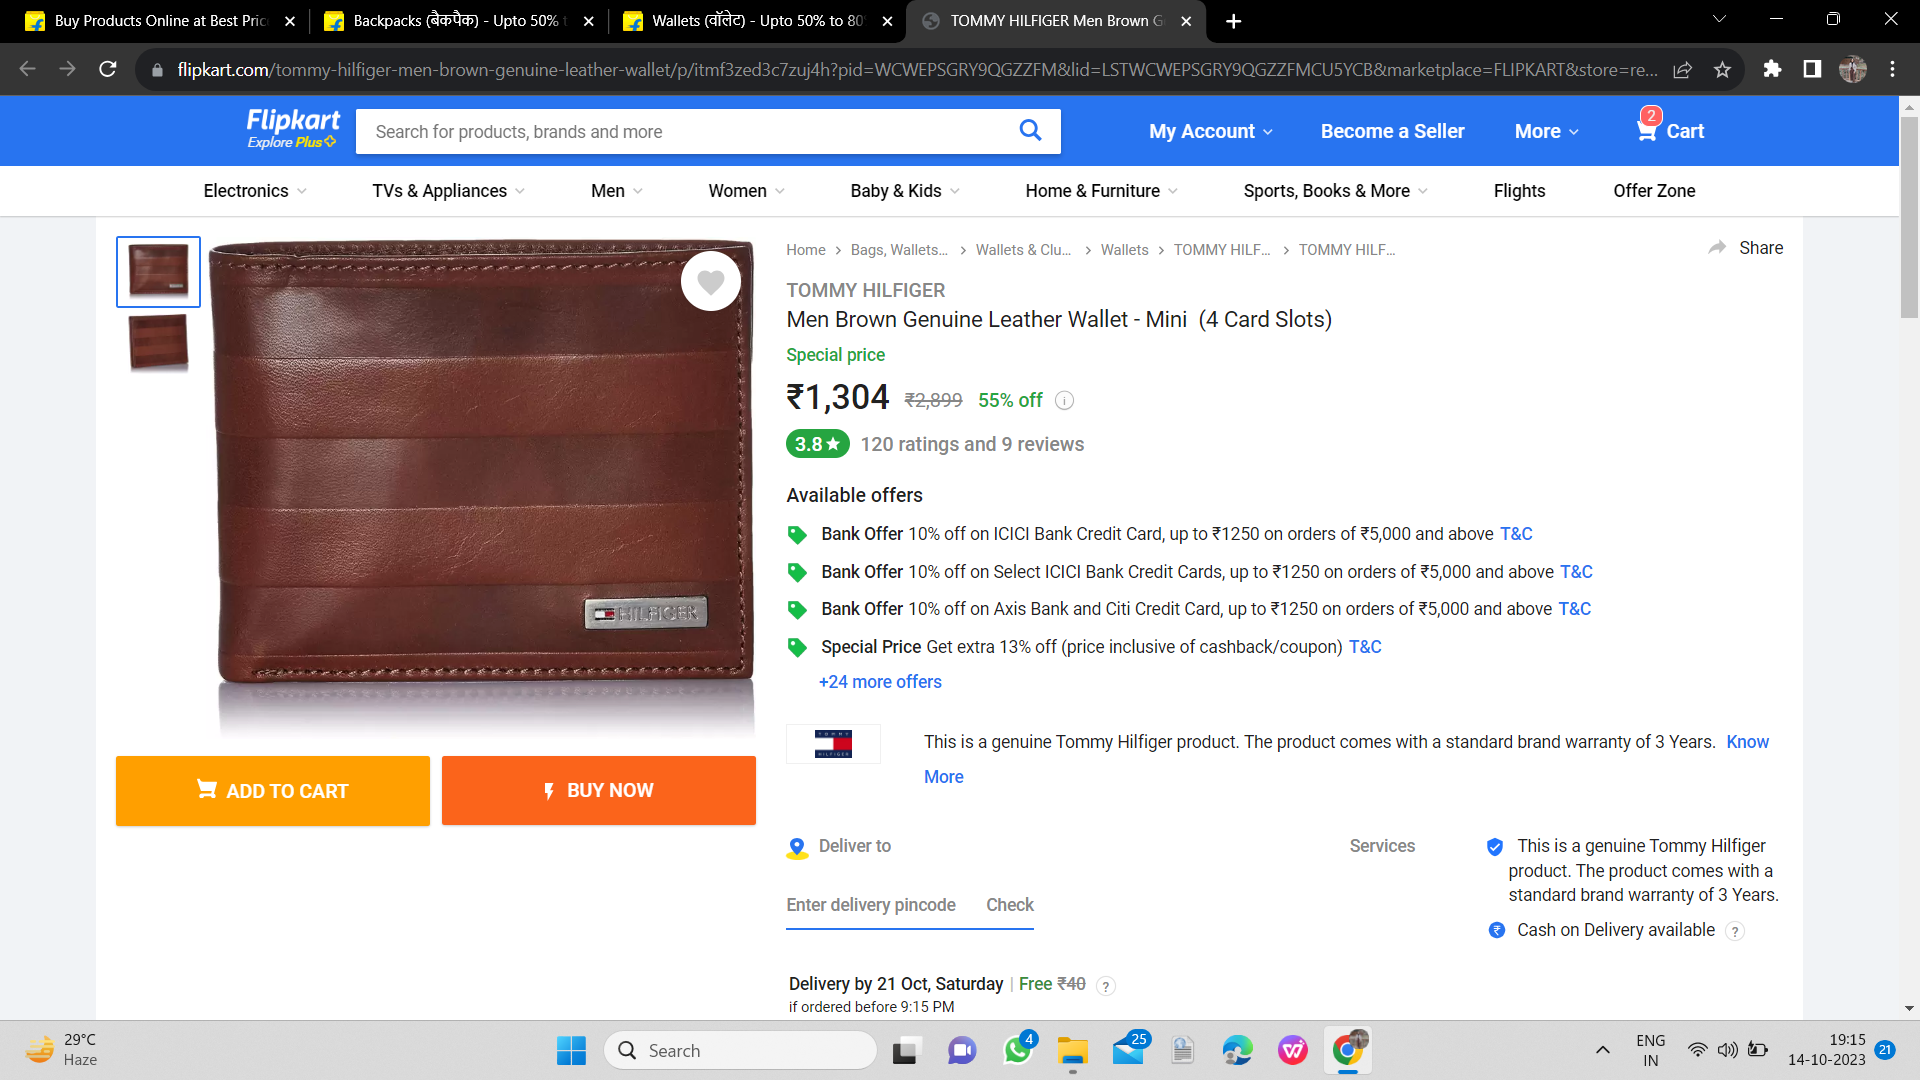 Buy Products Online at Best Pric
Backpacks (बैकपैक) - Upto 50% t
Wallets (वॉलेट) - Upto 50% to 80
TOMMY HILFIGER Men Brown G
flipkart.com/tommy-hilfiger-men-brown-genuine-leather-wallet/p/itmf3zed3c7zuj4h?pid=WCWEPSGRY9QGZZFM&lid=LSTWCWEPSGRY9QGZZFMCU5YCB&marketplace=FLIPKART&store=re...
Flipkart
Explore Plus
Search for products, brands and more
My Account
Become a Seller
More
2
Cart
Electronics
TVs & Appliances
Men
Women
Baby & Kids
Home & Furniture
Sports, Books & More
Flights
Offer Zone
Home > Bags, Wallets... > Wallets & Clu... > Wallets > TOMMY HILF... > TOMMY HILF...
Share
TOMMY HILFIGER
Men Brown Genuine Leather Wallet - Mini (4 Card Slots)
Special price
₹1,304 ₹2,899 55% off
3.8★ 120 ratings and 9 reviews
Available offers
Bank Offer 10% off on ICICI Bank Credit Card, up to ₹1250 on orders of ₹5,000 and above T&C
Bank Offer 10% off on Select ICICI Bank Credit Cards, up to ₹1250 on orders of ₹5,000 and above T&C
Bank Offer 10% off on Axis Bank and Citi Credit Card, up to ₹1250 on orders of ₹5,000 and above T&C
Special Price Get extra 13% off (price inclusive of cashback/coupon) T&C
+24 more offers
HILFIGER
TOMMY
HILFIGER
This is a genuine Tommy Hilfiger product. The product comes with a standard brand warranty of 3 Years. Know
More
ADD TO CART
BUY NOW
Deliver to
Enter delivery pincode
Check
Services
This is a genuine Tommy Hilfiger
product. The product comes with a
standard brand warranty of 3 Years.
₹ Cash on Delivery available ?
Delivery by 21 Oct, Saturday | Free ₹40 ?
if ordered before 9:15 PM
29°C
Haze
Search
4
25
ENG
IN
19:15
14-10-2023
21